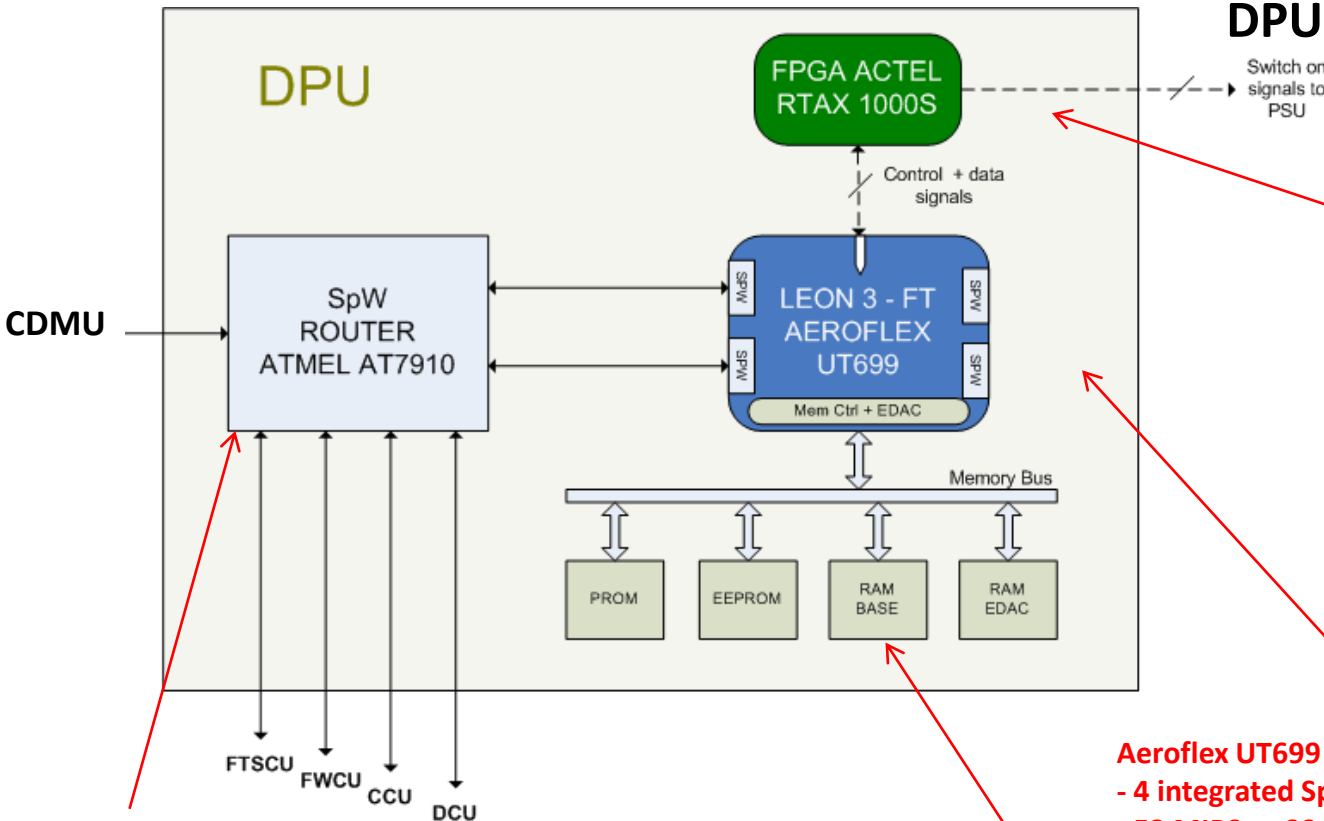 DPU
Switch on
signals to
PSU
DPU
FPGA ACTEL
RTAX 1000S
Control + data
signals
CDMU
SpW
ROUTER
ATMEL AT7910
SPW
SPW
LEON 3 - FT
AEROFLEX
UT699
SPW
SPW
Mem Ctrl + EDAC
Memory Bus
PROM
EEPROM
RAM
BASE
RAM
EDAC
FTSCU
FWCU
CCU
DCU
Aeroflex UT699
- 4 integrated Sp